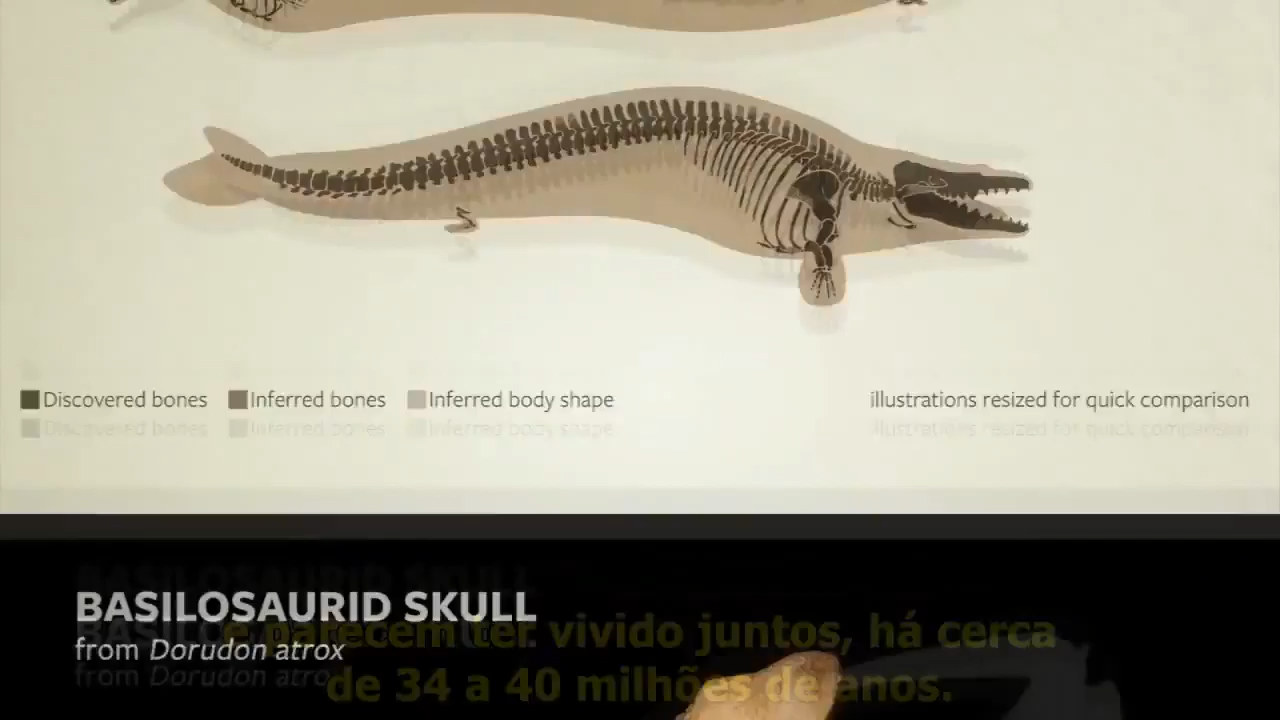 Discovered bones Inferred bones Inferred body shape illustrations resized for quick comparison
BASILOSAURID SKULL
from Dorudon atrox
e parecem ter vivido juntos, há cerca
de 34 a 40 milhões de anos.